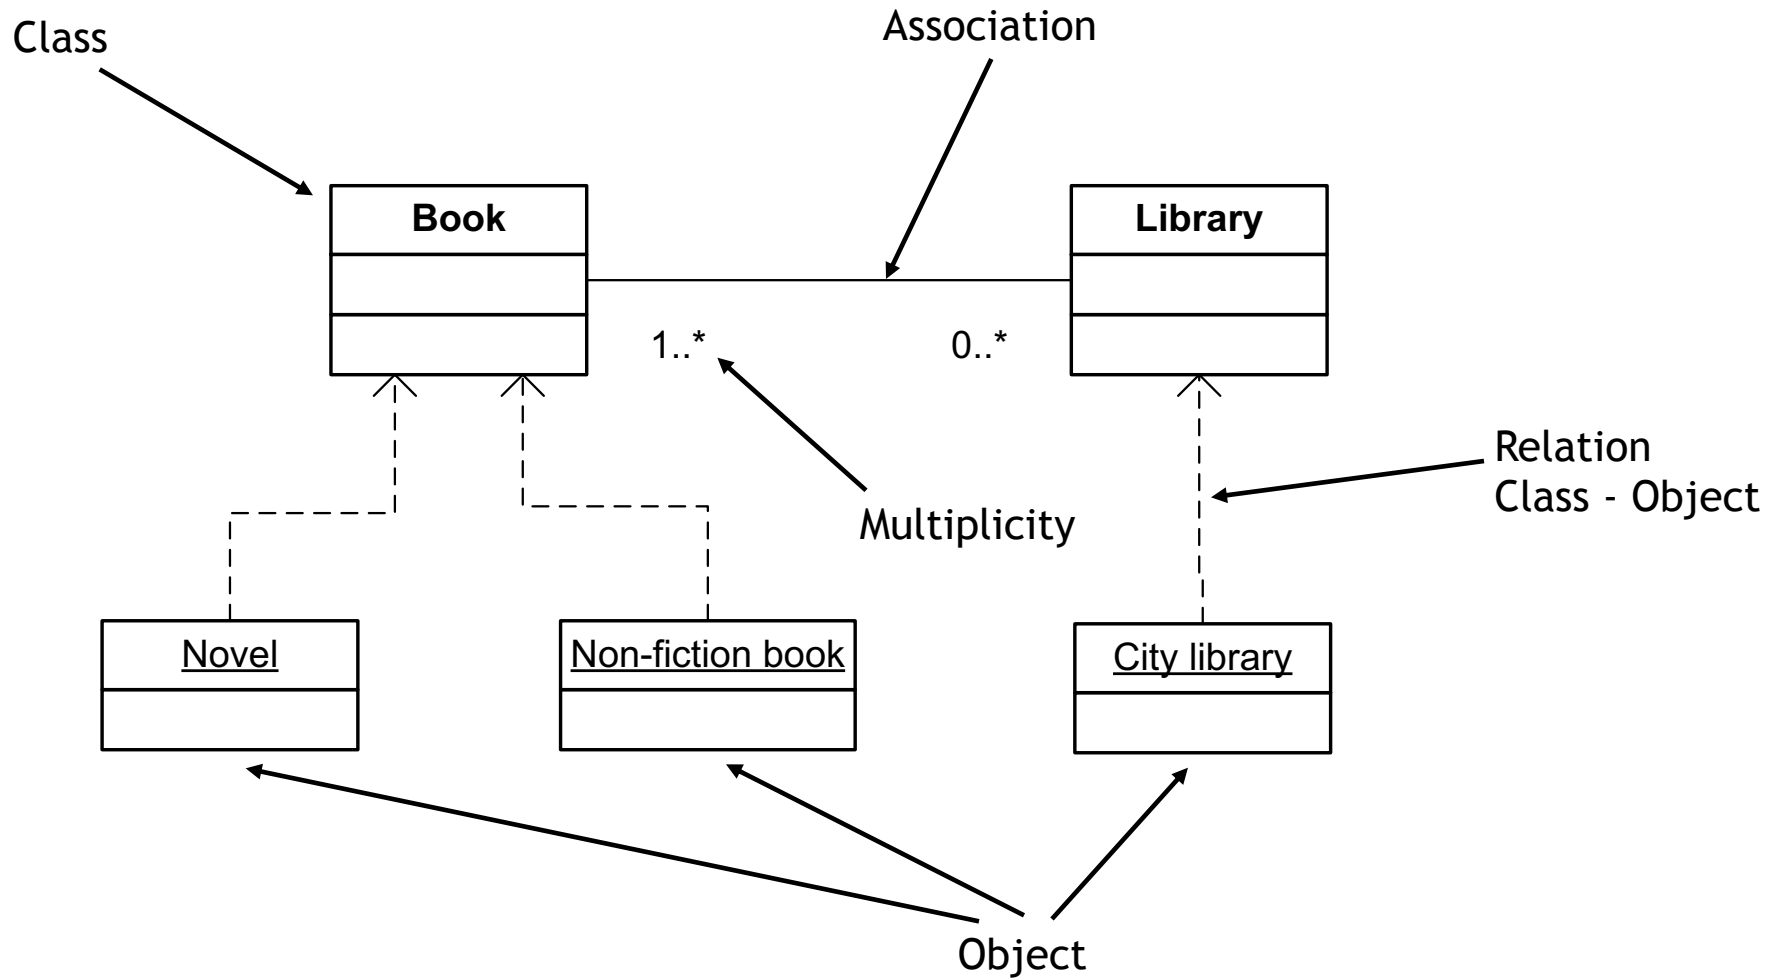 Class
Association
Book
Library
1..*
0..*
Relation
Class - Object
Multiplicity
Novel
Non-fiction book
City library
Object